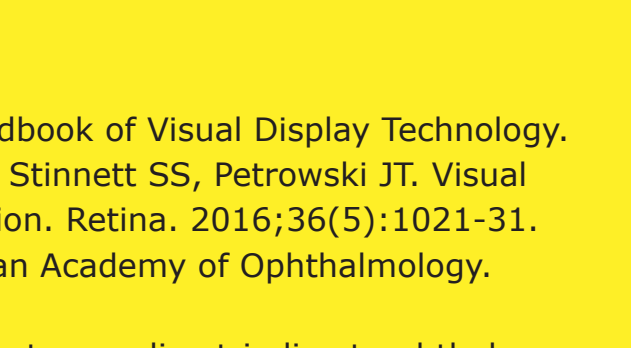 dbook of Visual Display Technology.
Stinnett SS, Petrowski JT. Visual
ion. Retina. 2016;36(5):1021-31.
an Academy of Ophthalmology.